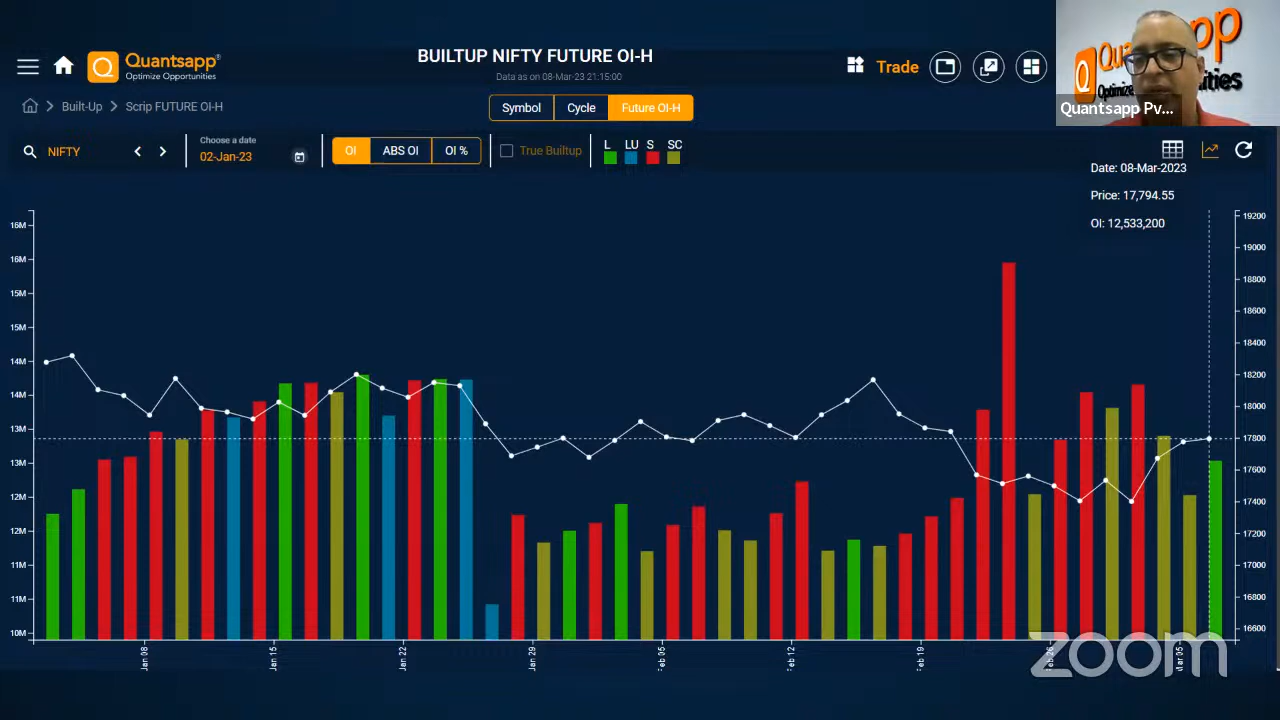 BUILTUP NIFTY FUTURE OI-H
Data as on 08-Mar-23 21:15:00
Quantsapp
Optimize Opportunities
Trade
Quantsapp Pv...
Built-Up > Scrip FUTURE OI-H
Symbol Cycle Future OI-H
NIFTY
Choose a date
02-Jan-23
OI ABS OI OI %
True Builtup
L LU S SC
Date: 08-Mar-2023
Price: 17,794.55
OI: 12,533,200
16M
16M
15M
15M
14M
14M
13M
13M
12M
12M
11M
11M
10M
19200
19000
18800
18600
18400
18200
18000
17800
17600
17400
17200
17000
16800
16600
Jan 08 Jan 15 Jan 22 Jan 29 Feb 05 Feb 12 Feb 19 Feb 26 Mar 05
zoom